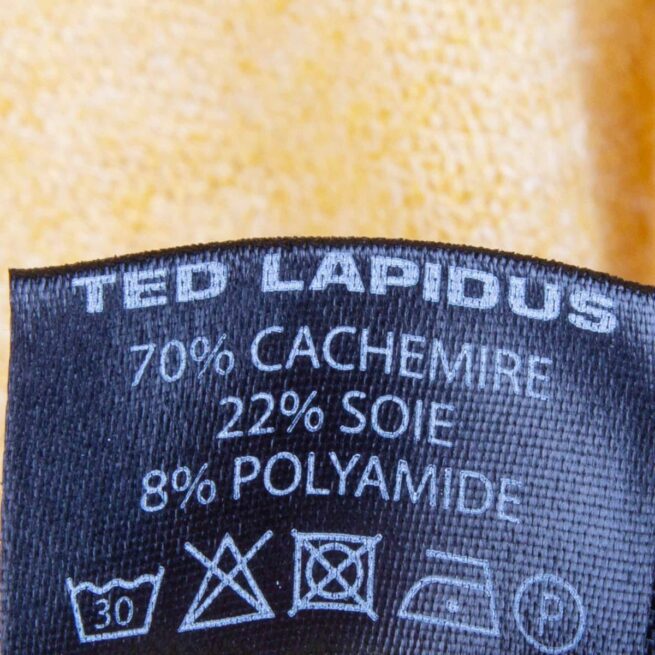 TED LAPIDUS
70% CACHEMIRE
22% SOIE
8% POLYAMIDE
30 P